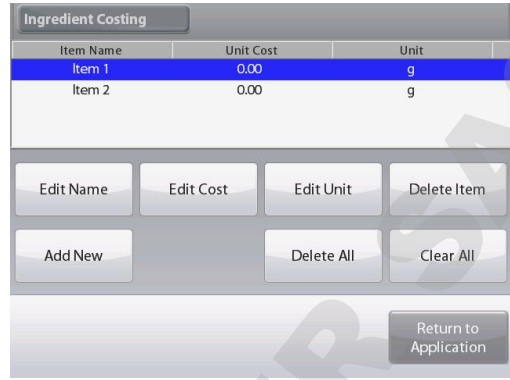 Ingredient Costing
Item Name Unit Cost Unit
Item 1 0.00 g
Item 2 0.00 g
Edit Name Edit Cost Edit Unit Delete Item
Add New Delete All Clear All
Return to
Application